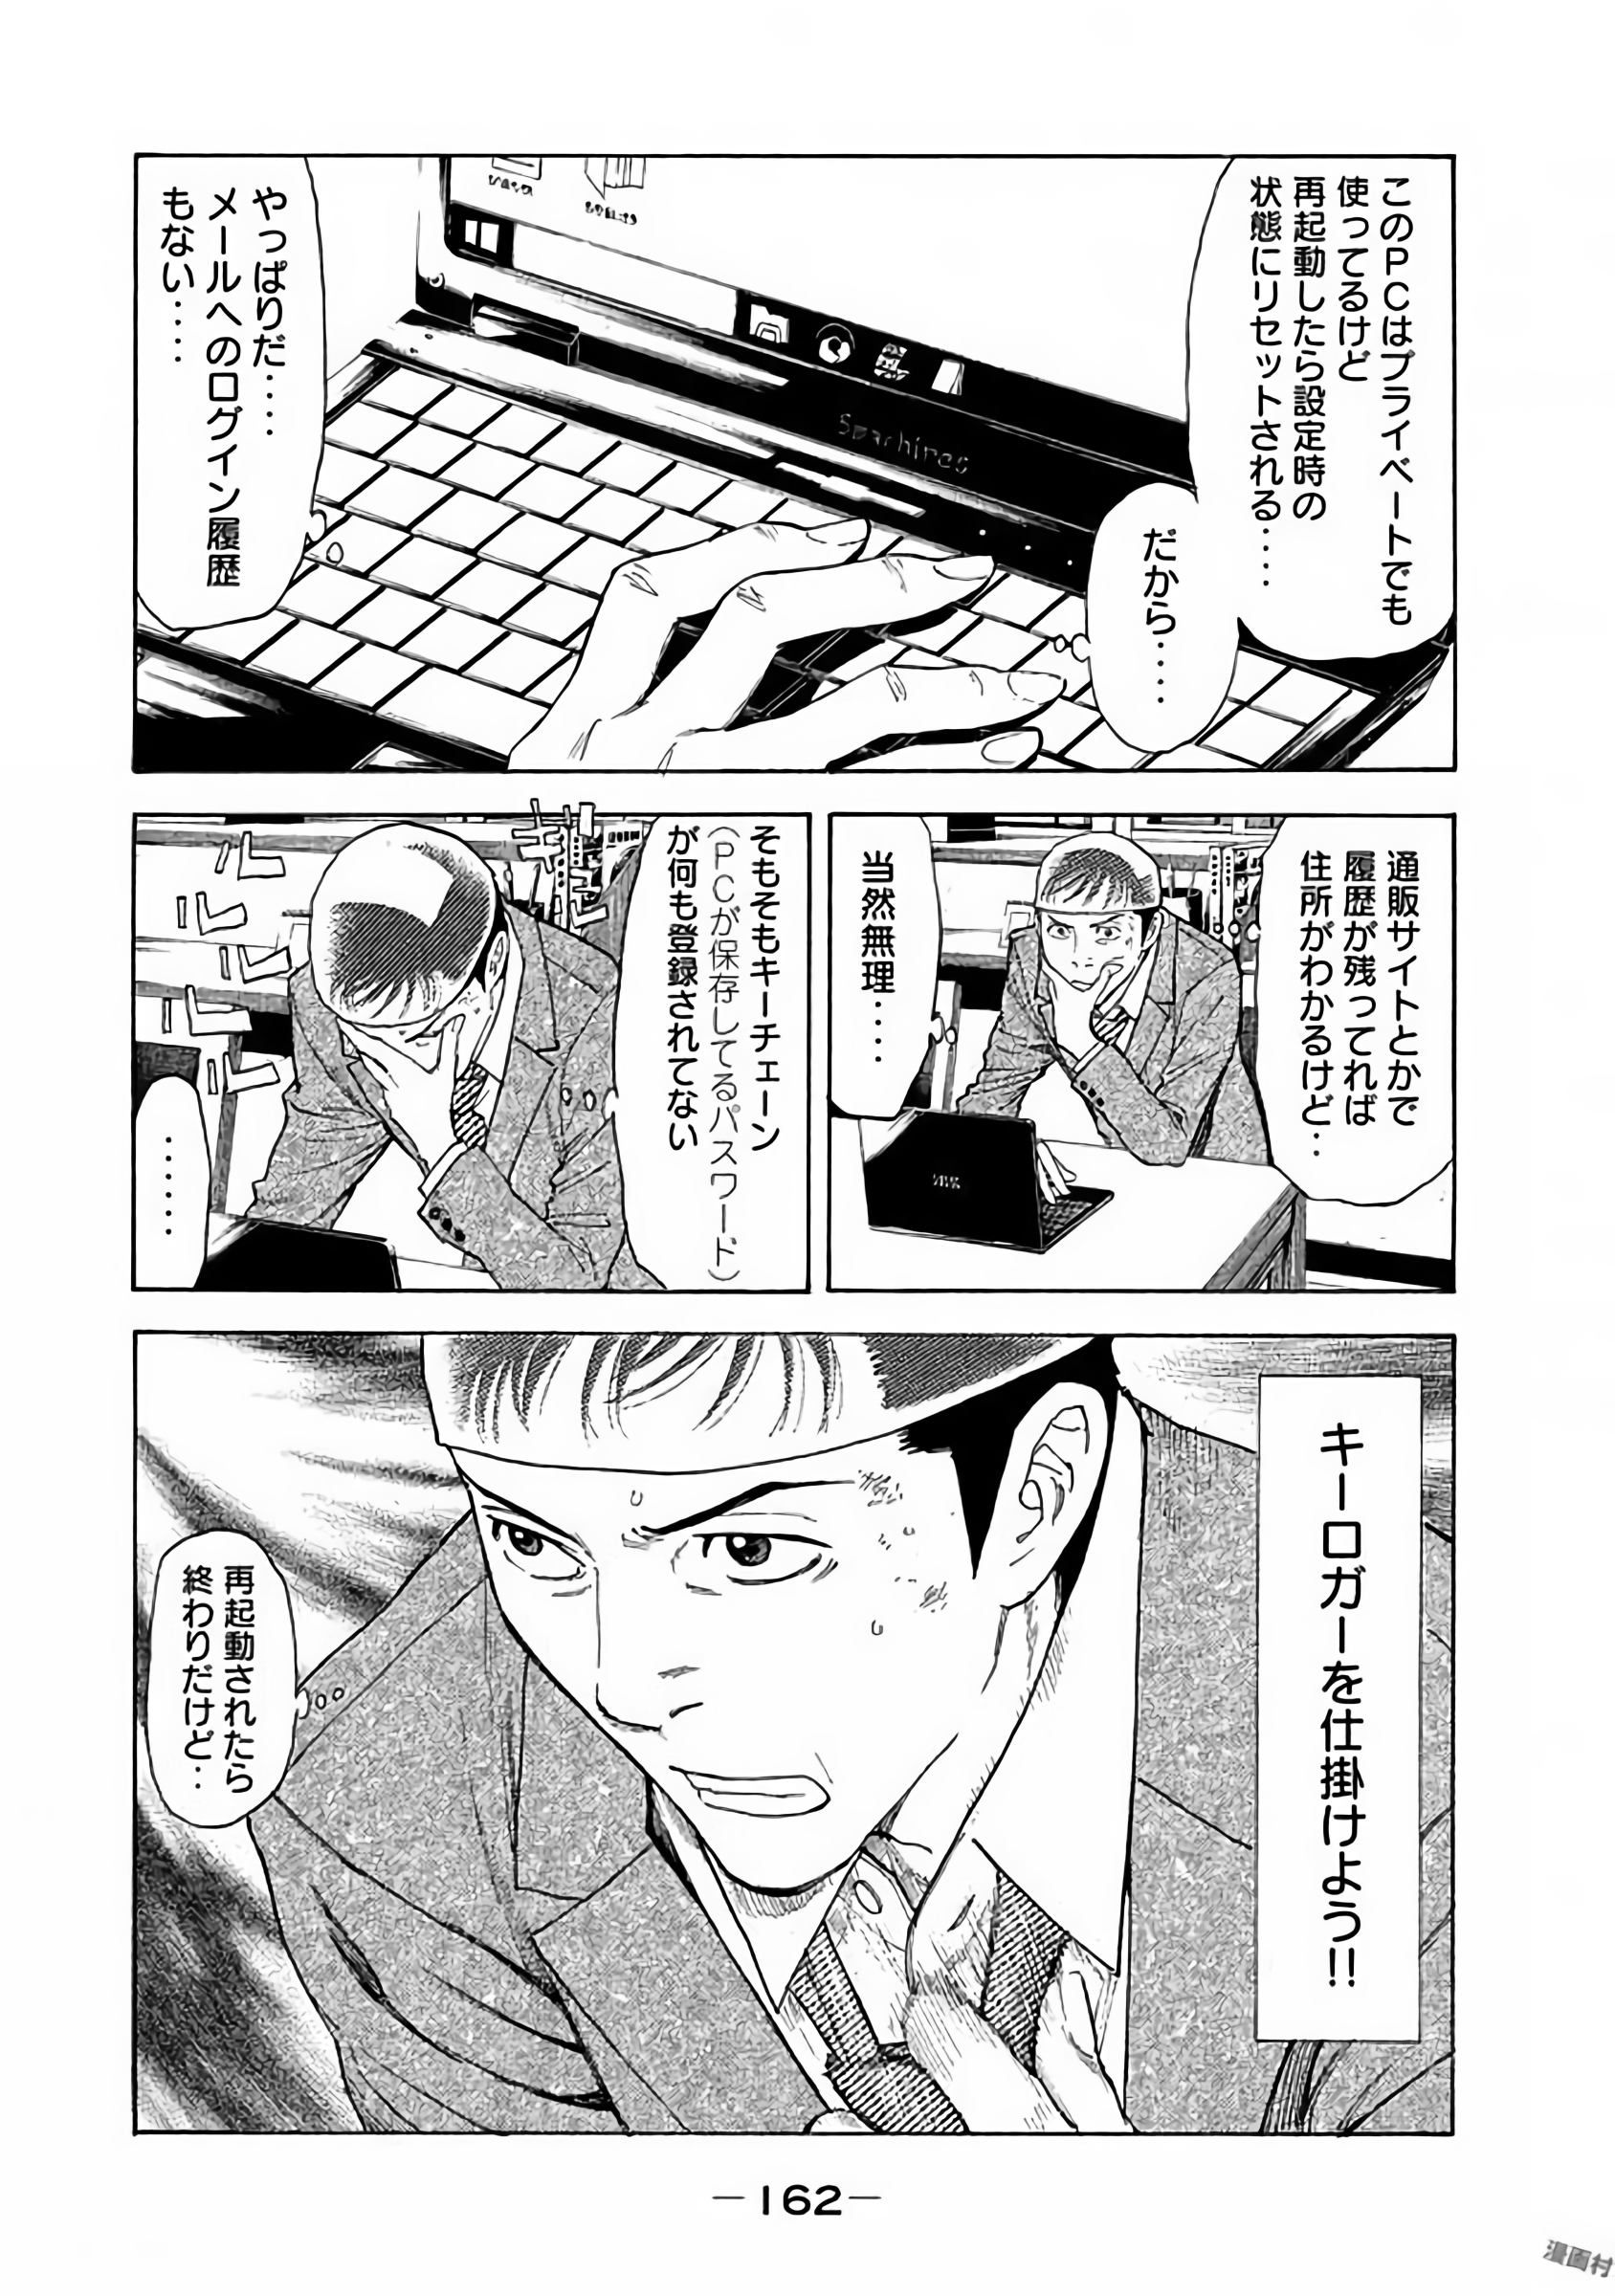 このPCはプライベートでも
使ってるけど
再起動したら設定時の
状態にリセットされる‥‥
だから‥‥
やっぱりだ‥‥
メールへのログイン履歴
もない‥‥
通販サイトとかで
履歴が残ってれば
住所がわかるけど‥
当然無理‥‥
そもそもキーチェーン
(PCが保存してるパスワード)
が何も登録されてない
‥‥‥
キーロガーを仕掛けよう!!
再起動されたら
終わりだけど‥
—162—
漫画村